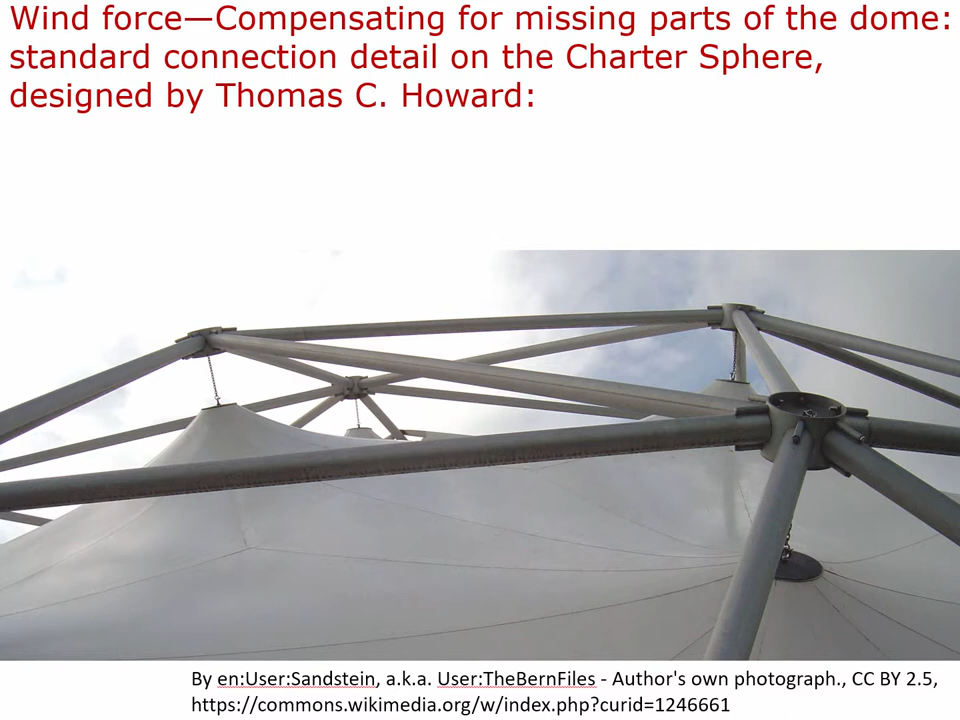 Wind force—Compensating for missing parts of the dome:
standard connection detail on the Charter Sphere,
designed by Thomas C. Howard:
By en:User:Sandstein, a.k.a. User:TheBernFiles - Author's own photograph., CC BY 2.5,
https://commons.wikimedia.org/w/index.php?curid=1246661